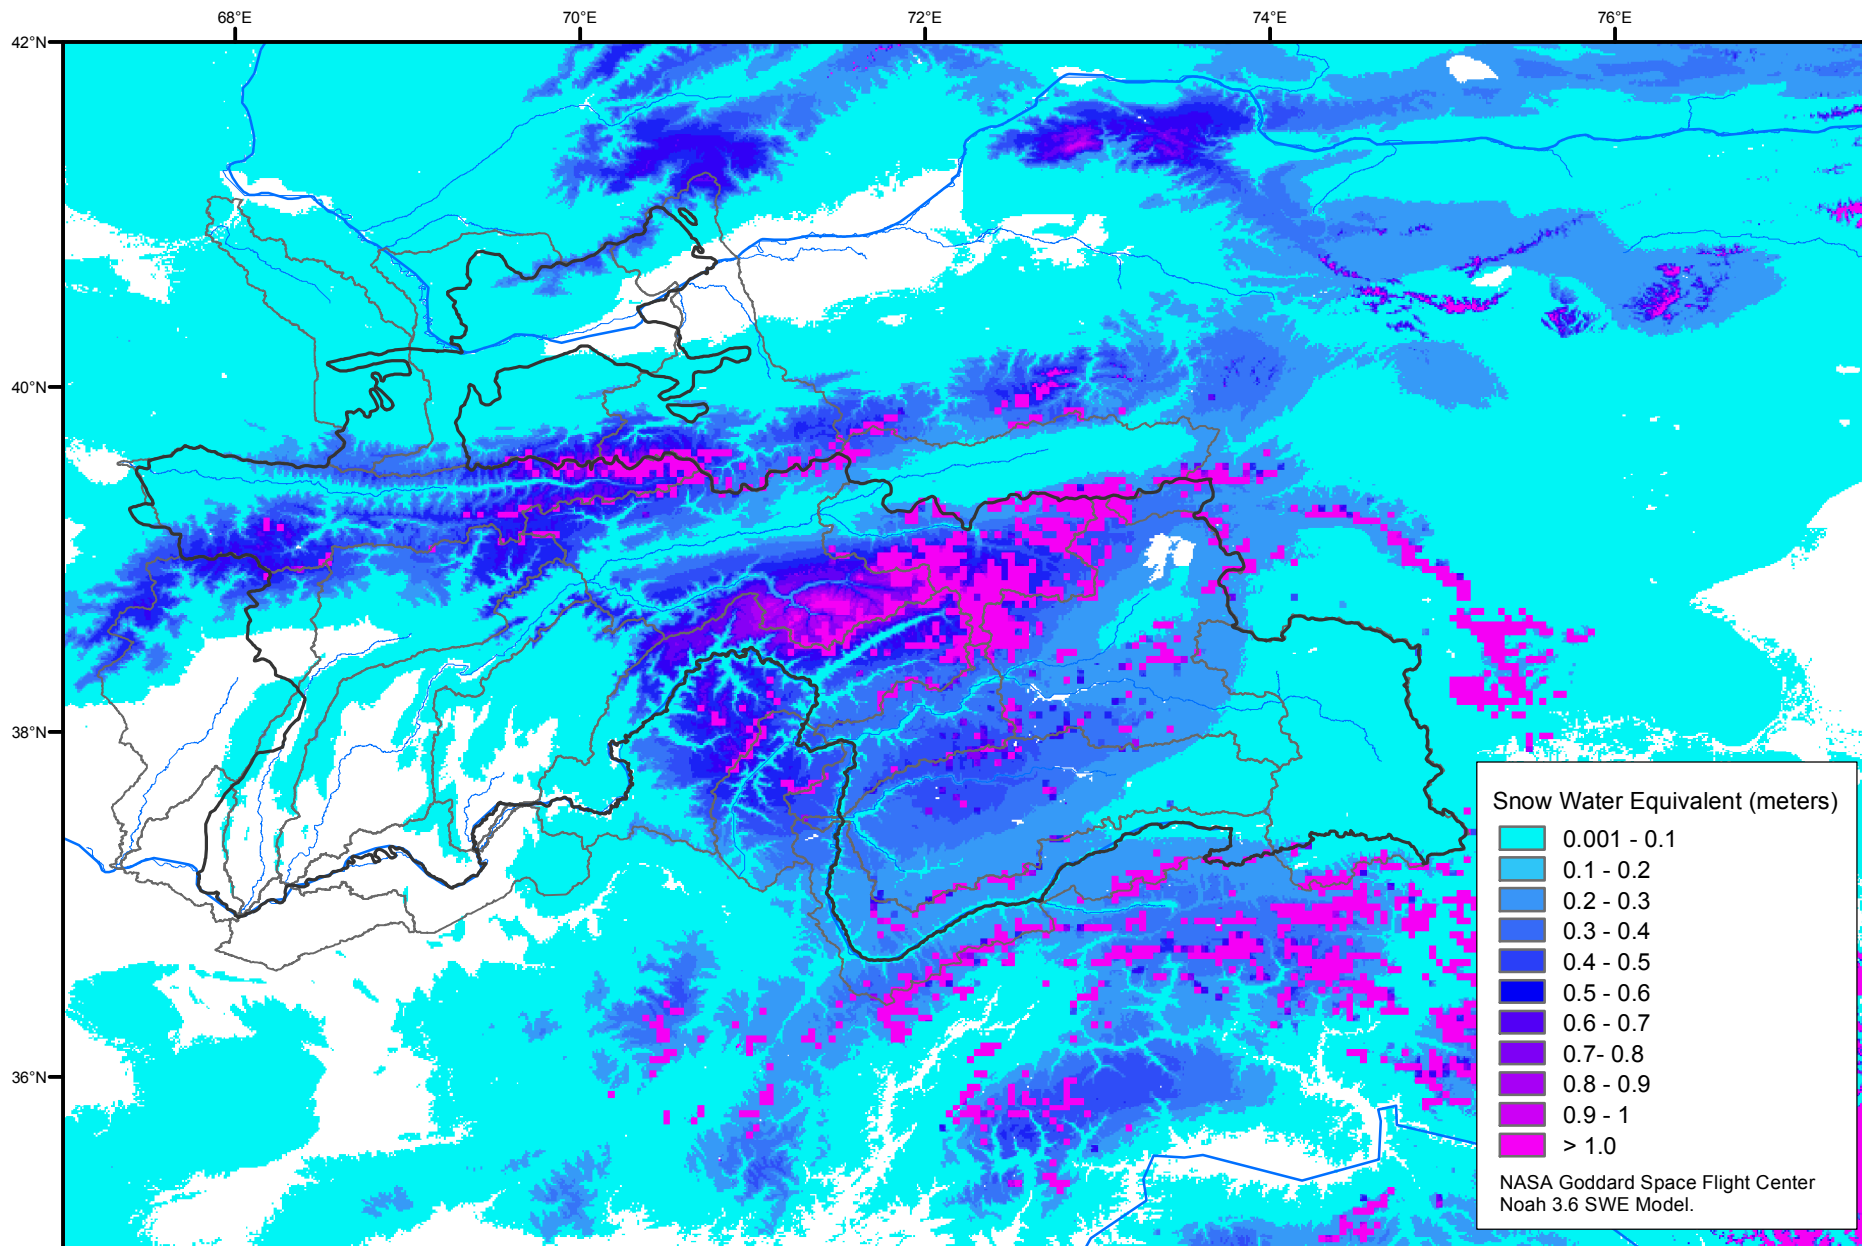 68°E
70°E
72°E
74°E
76°E
42°N
40°N
38°N
36°N
Snow Water Equivalent (meters)
0.001 - 0.1
0.1 - 0.2
0.2 - 0.3
0.3 - 0.4
0.4 - 0.5
0.5 - 0.6
0.6 - 0.7
0.7- 0.8
0.8 - 0.9
0.9 - 1
> 1.0
NASA Goddard Space Flight Center
Noah 3.6 SWE Model.